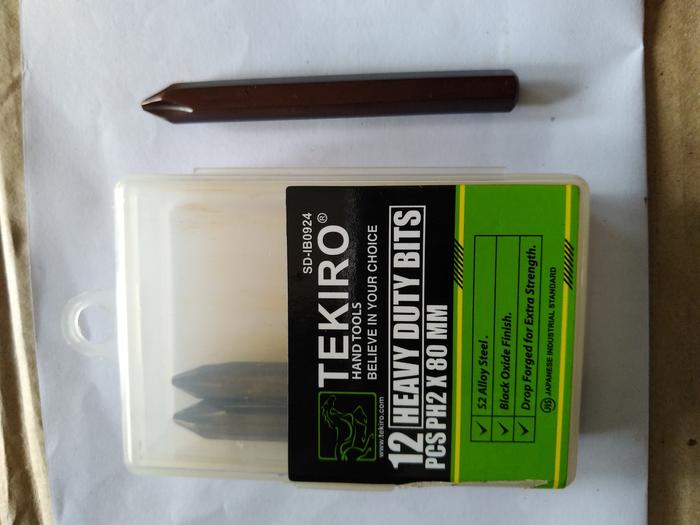 SD-IB0924
TEKIRO®
HAND TOOLS
BELIEVE IN YOUR CHOICE
www.tekiro.com
12 HEAVY DUTY BITS
PCS PH2 X 80 MM
S2 Alloy Steel.
Black Oxide Finish.
Drop Forged for Extra Strength.
JIS JAPANESE INDUSTRIAL STANDARD